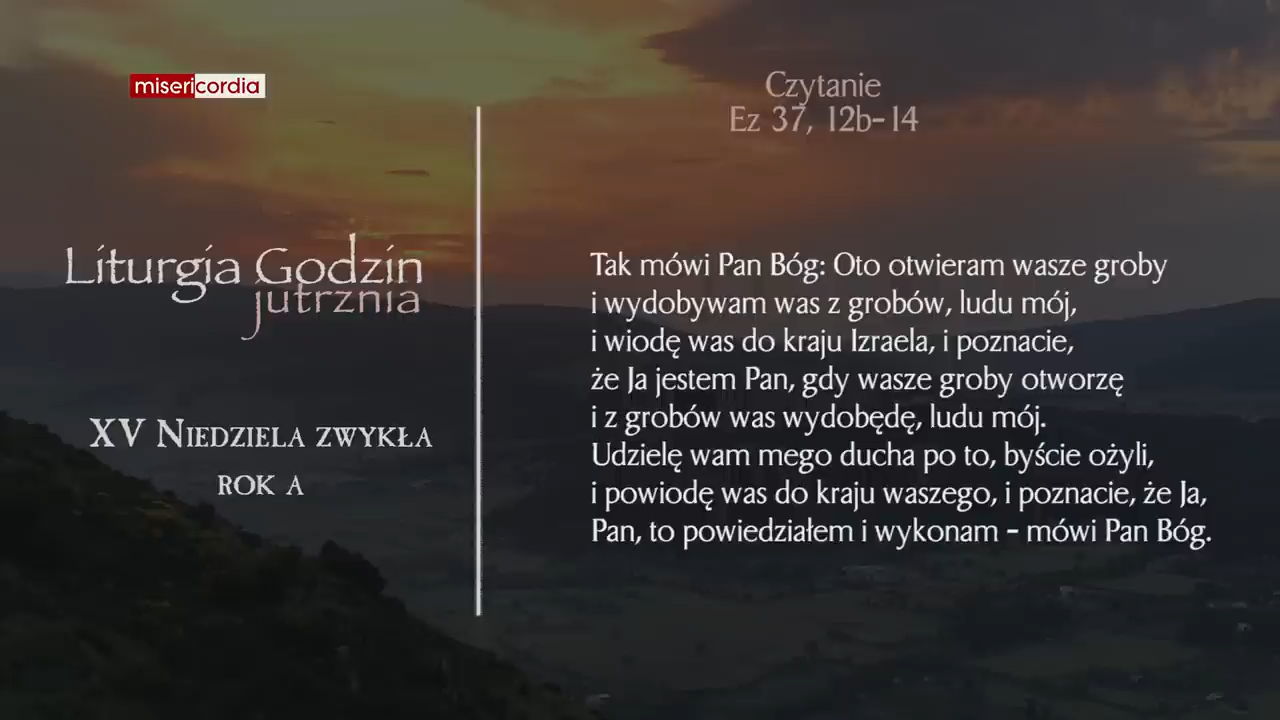 misericordia
Liturgia Godzin
jutrznia
XV Niedziela zwykła
rok A
Czytanie
Ez 37, 12b-14
Tak mówi Pan Bóg: Oto otwieram wasze groby
i wydobywam was z grobów, ludu mój,
i wiodę was do kraju Izraela, i poznacie,
że Ja jestem Pan, gdy wasze groby otworzę
i z grobów was wydobędę, ludu mój.
Udzielę wam mego ducha po to, byście ożyli,
i powiodę was do kraju waszego, i poznacie, że Ja,
Pan, to powiedziałem i wykonam – mówi Pan Bóg.